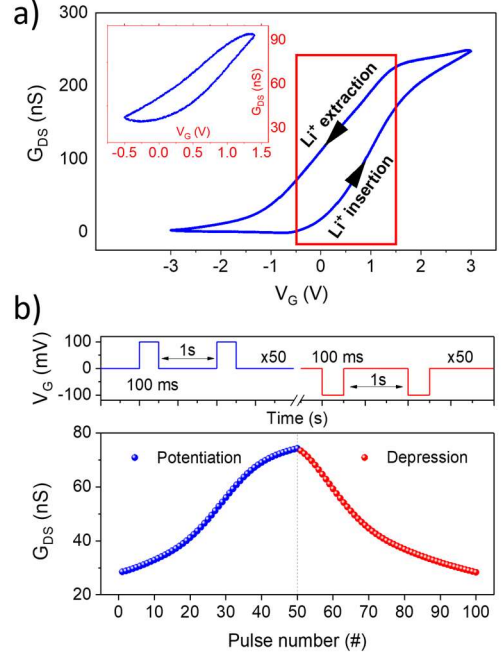 a)
300
200
100
0
G_DS (nS)
-3 -2 -1 0 1 2 3
V_G (V)
Li⁺ extraction
Li⁺ insertion
90
60
30
G_DS (nS)
-0.5 0.0 0.5 1.0 1.5
V_G (V)
b)
100
0
-100
V_G (mV)
1s
x50
100 ms
100 ms
1s
x50
Time (s)
80
60
40
20
G_DS (nS)
Potentiation
Depression
0 10 20 30 40 50 60 70 80 90 100
Pulse number (#)